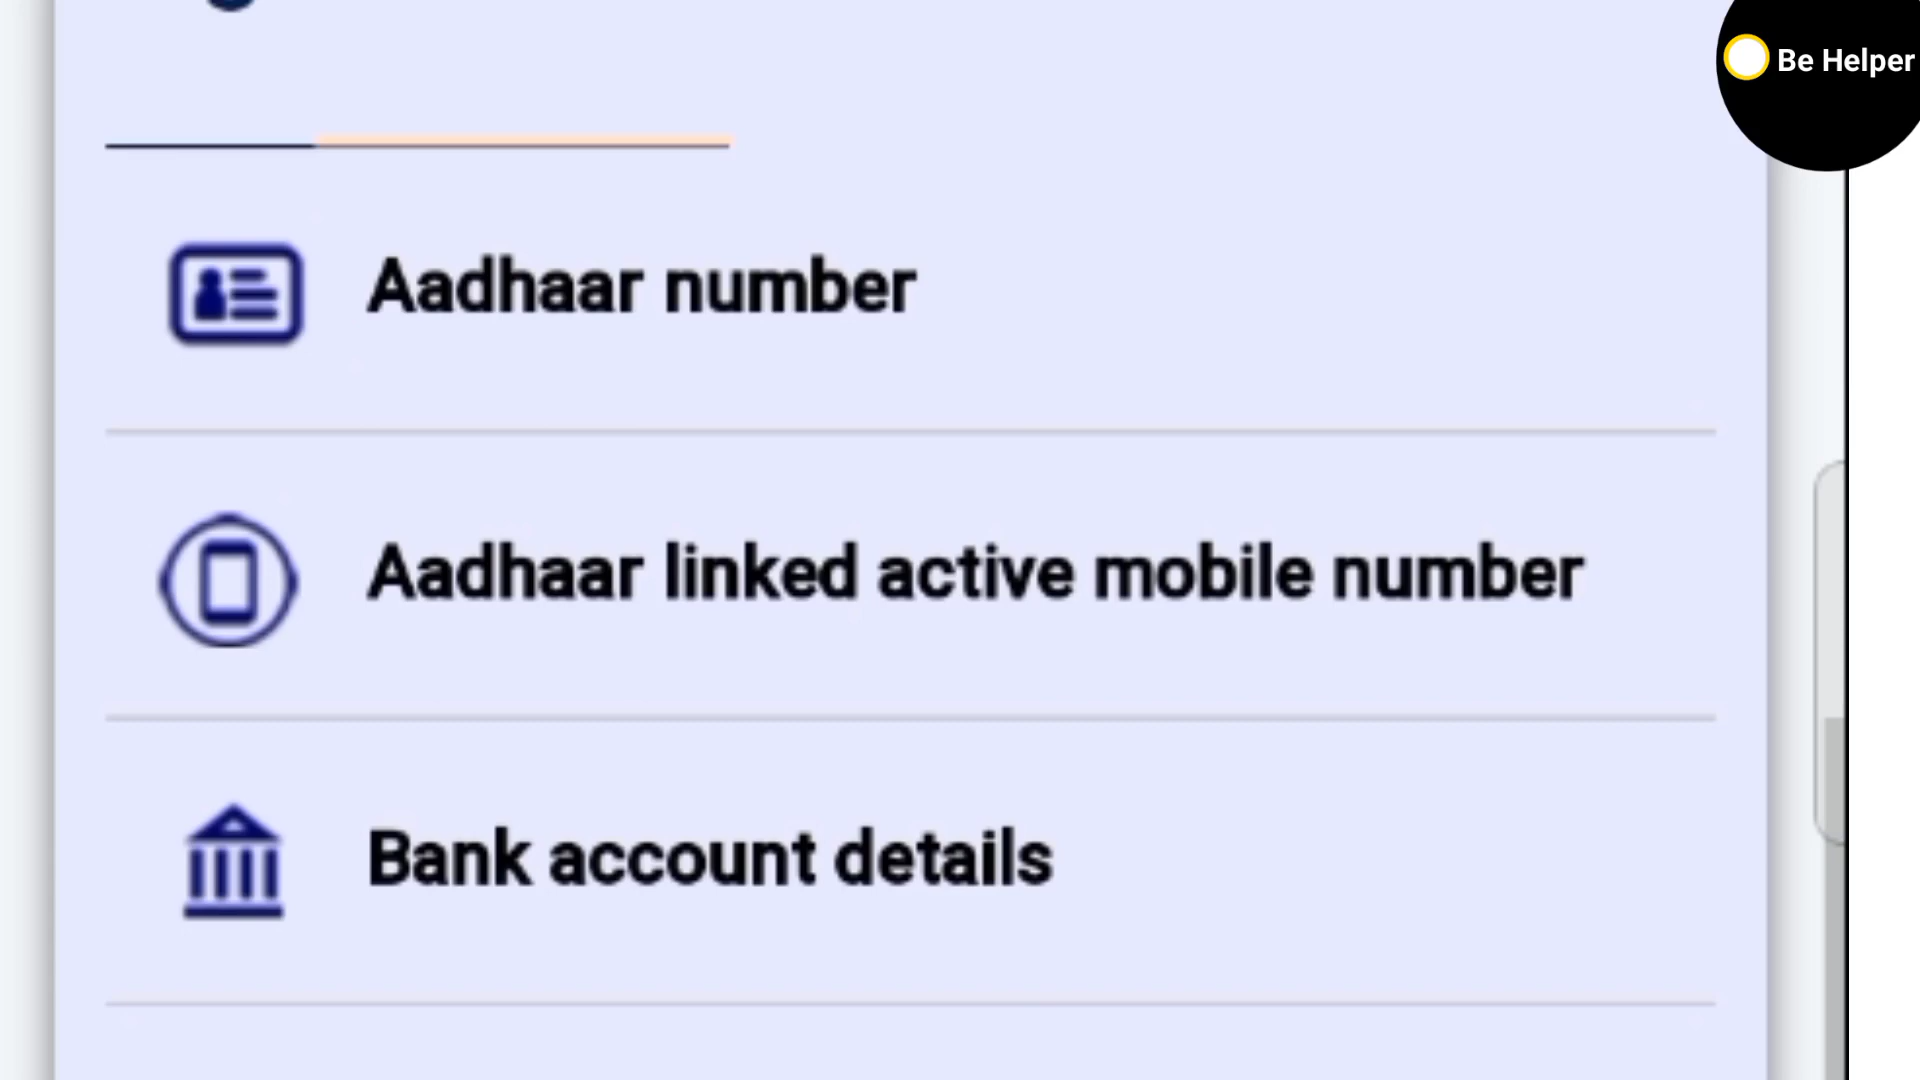 Be Helper
Aadhaar number
Aadhaar linked active mobile number
Bank account details